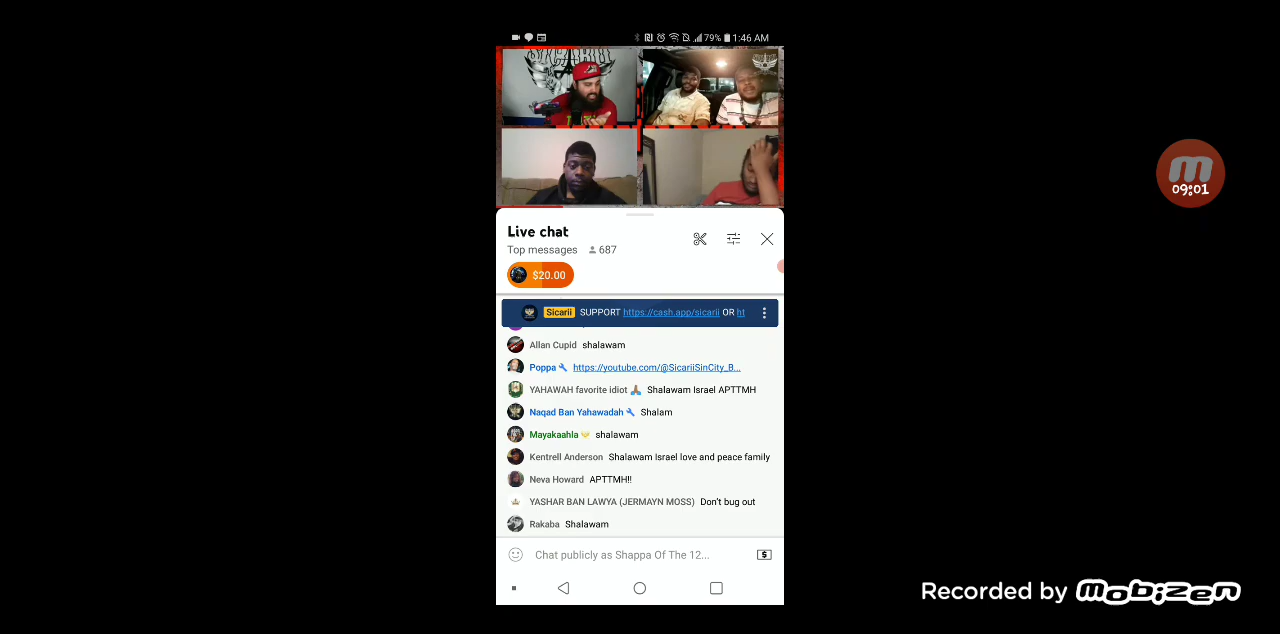 79% 1:46 AM
SICARII
Live chat
Top messages 687
$20.00
Sicarii SUPPORT https://cash.app/sicarii OR ht
Allan Cupid shalawam
Poppa https://youtube.com/@SicariiSinCity_B...
YAHAWAH favorite idiot Shalawam Israel APTTMH
Naqad Ban Yahawadah Shalam
Mayakaahla shalawam
Kentrell Anderson Shalawam Israel love and peace family
Neva Howard APTTMH!!
YASHAR BAN LAWYA (JERMAYN MOSS) Don't bug out
Rakaba Shalawam
Chat publicly as Shappa Of The 12...
09:01
Recorded by mobizen